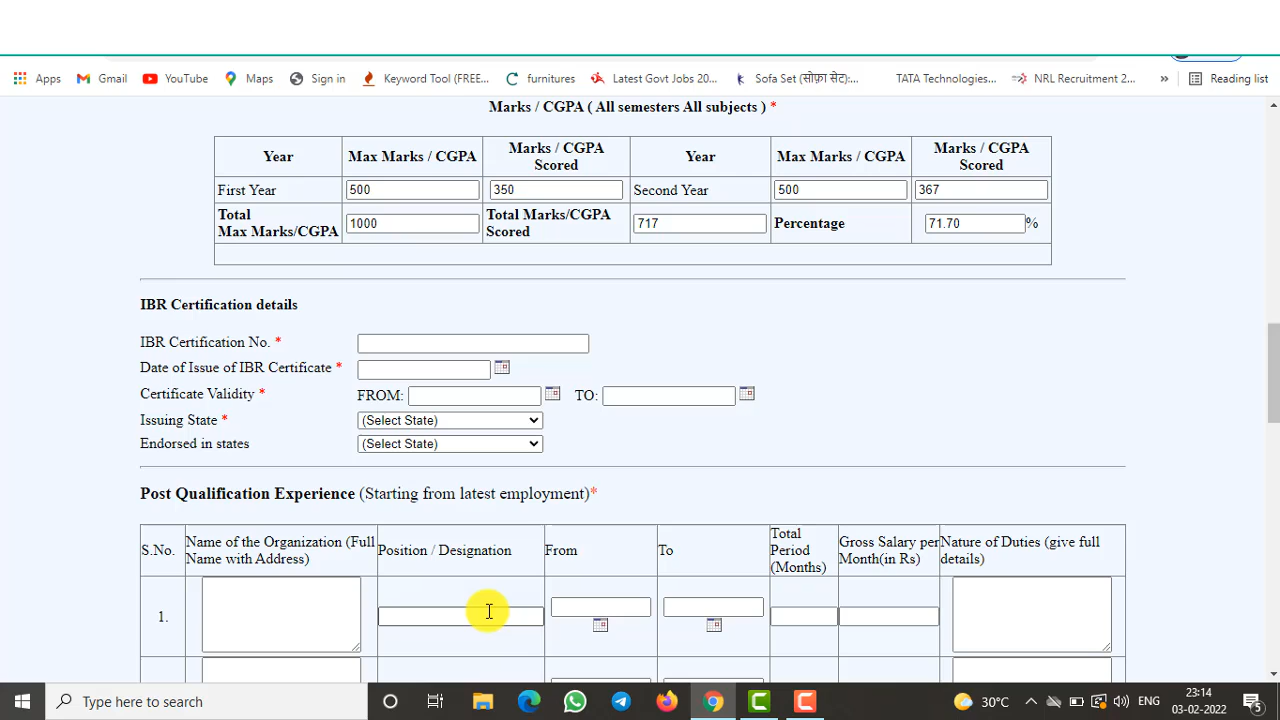 Apps Gmail YouTube Maps Sign in Keyword Tool (FREE... furnitures Latest Govt Jobs 20... Sofa Set (सोफ़ा सेट):... TATA Technologies... NRL Recruitment 2... » Reading list
Marks / CGPA ( All semesters All subjects ) *
Year Max Marks / CGPA Marks / CGPA Scored Year Max Marks / CGPA Marks / CGPA Scored
First Year 500 350 Second Year 500 367
Total Max Marks/CGPA 1000 Total Marks/CGPA Scored 717 Percentage 71.70 %
IBR Certification details
IBR Certification No. *
Date of Issue of IBR Certificate *
Certificate Validity * FROM: TO:
Issuing State * (Select State)
Endorsed in states (Select State)
Post Qualification Experience (Starting from latest employment)*
S.No. Name of the Organization (Full Name with Address) Position / Designation From To Total Period (Months) Gross Salary per Month(in Rs) Nature of Duties (give full details)
1.
Type here to search 30°C ENG 23:14 03-02-2022 5